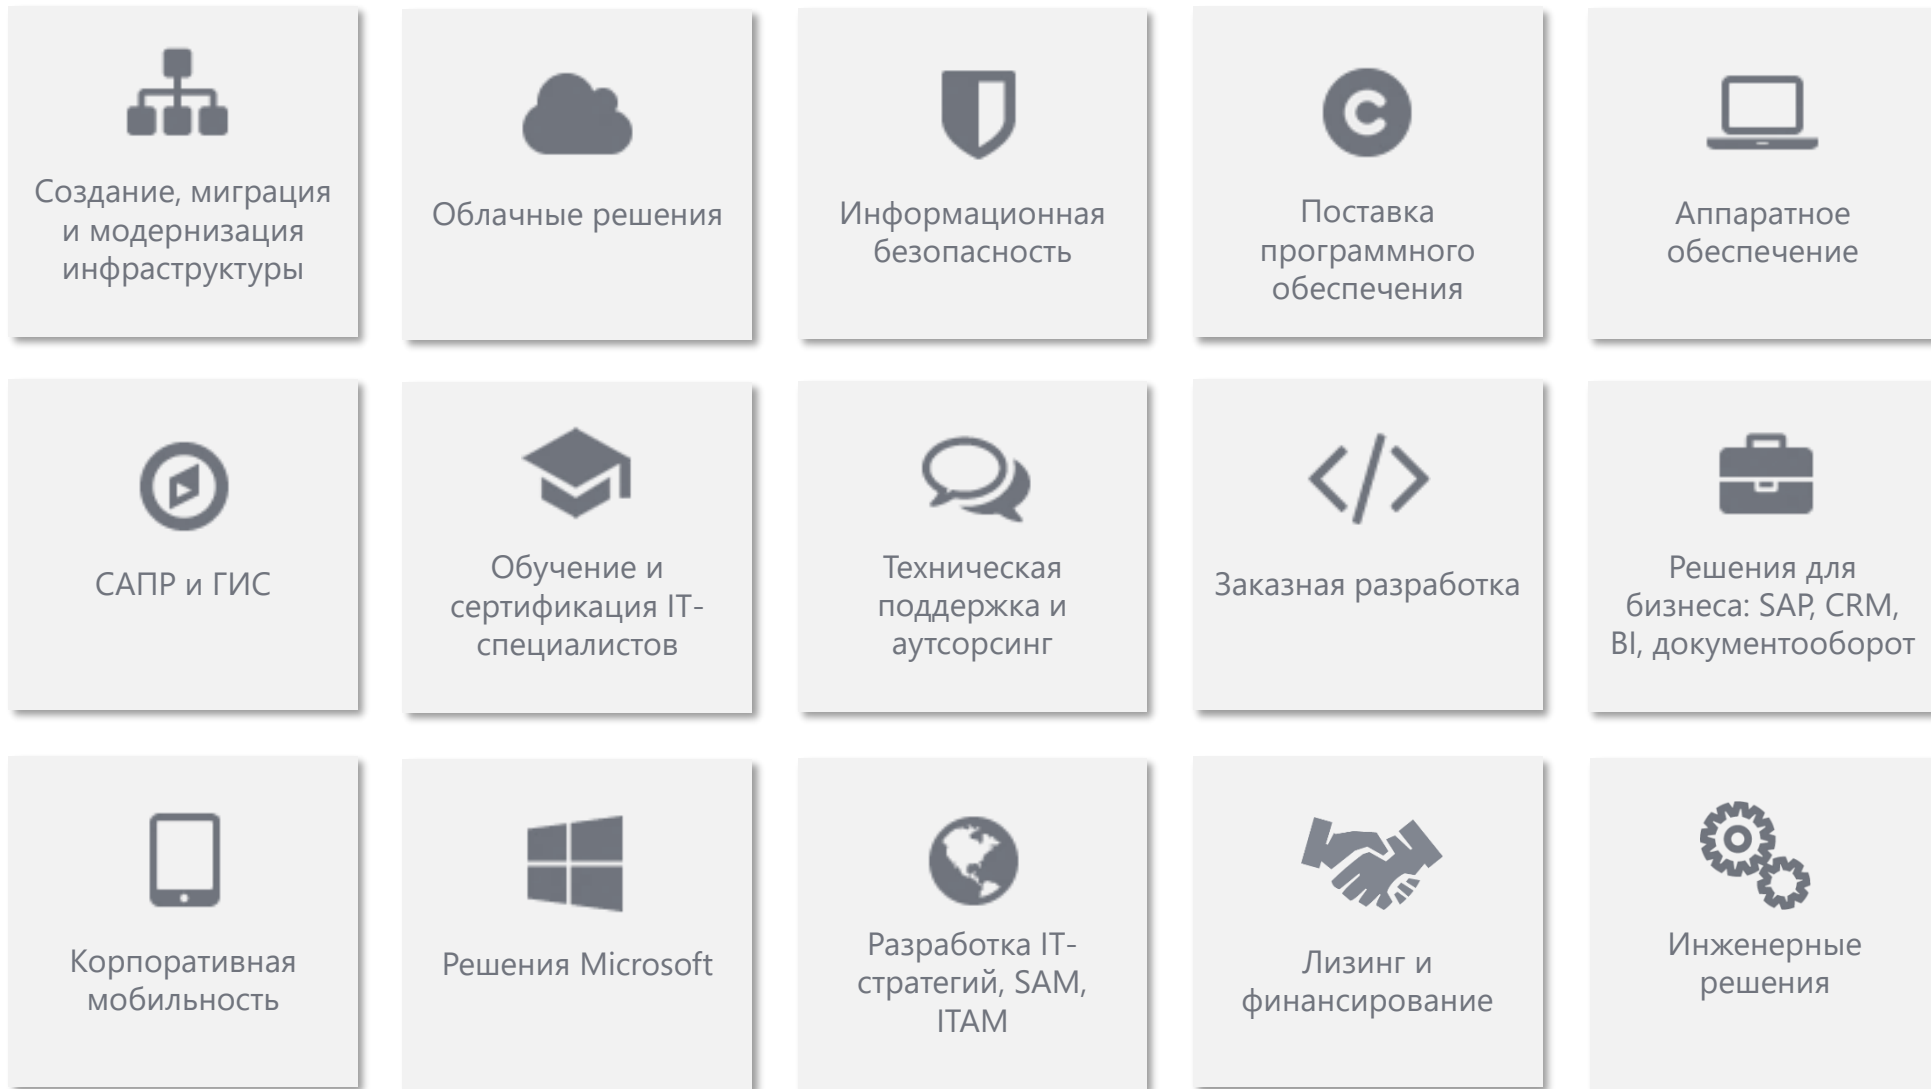 Создание, миграция
и модернизация
инфраструктуры
Облачные решения
Информационная
безопасность
Поставка
программного
обеспечения
Аппаратное
обеспечение
САПР и ГИС
Обучение и
сертификация IT-
специалистов
Техническая
поддержка и
аутсорсинг
Заказная разработка
Решения для
бизнеса: SAP, CRM,
BI, документооборот
Корпоративная
мобильность
Решения Microsoft
Разработка IT-
стратегий, SAM,
ITAM
Лизинг и
финансирование
Инженерные
решения